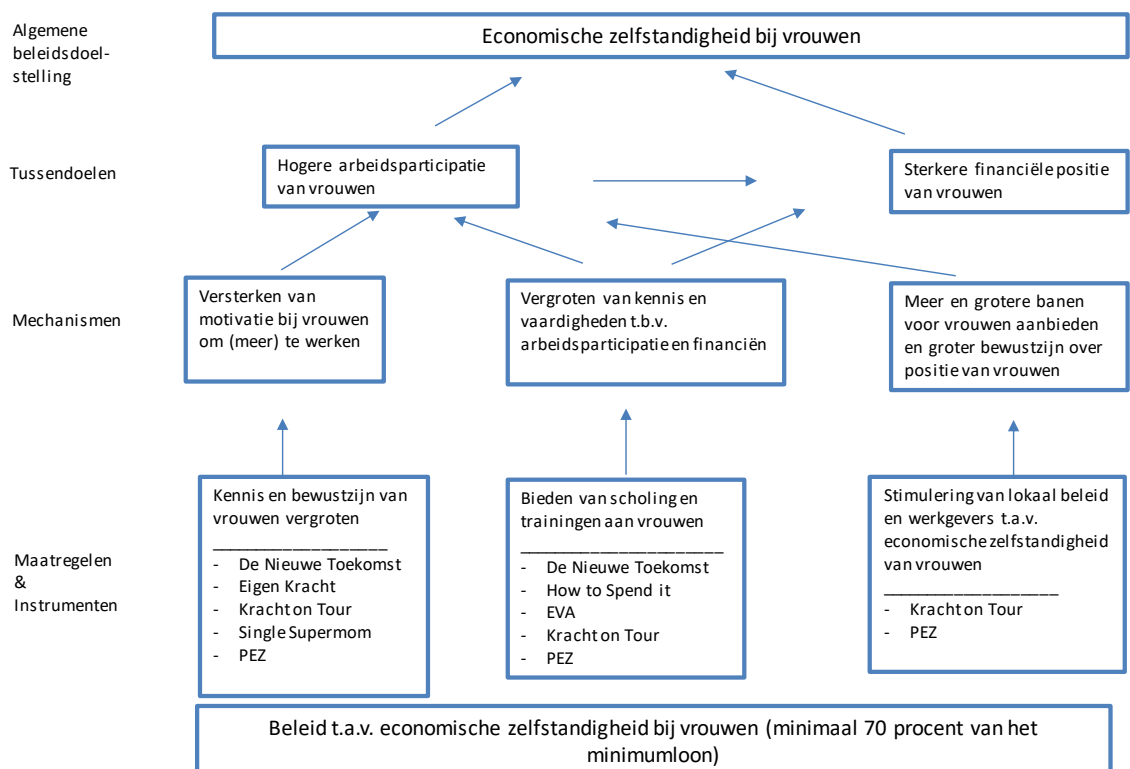 Algemene
beleidsdoel-
stelling
Economische zelfstandigheid bij vrouwen
Tussendoelen
Hogere arbeidsparticipatie
van vrouwen
Sterkere financiële positie
van vrouwen
Mechanismen
Versterken van
motivatie bij vrouwen
om (meer) te werken
Vergroten van kennis en
vaardigheden t.b.v.
arbeidsparticipatie en financiën
Meer en grotere banen
voor vrouwen aanbieden
en groter bewustzijn over
positie van vrouwen
Maatregelen
&
Instrumenten
Kennis en bewustzijn van
vrouwen vergroten
- De Nieuwe Toekomst
- Eigen Kracht
- Kracht on Tour
- Single Supermom
- PEZ
Bieden van scholing en
trainingen aan vrouwen
- De Nieuwe Toekomst
- How to Spend it
- EVA
- Kracht on Tour
- PEZ
Stimulering van lokaal beleid
en werkgevers t.a.v.
economische zelfstandigheid
van vrouwen
- Kracht on Tour
- PEZ
Beleid t.a.v. economische zelfstandigheid bij vrouwen (minimaal 70 procent van het
minimumloon)